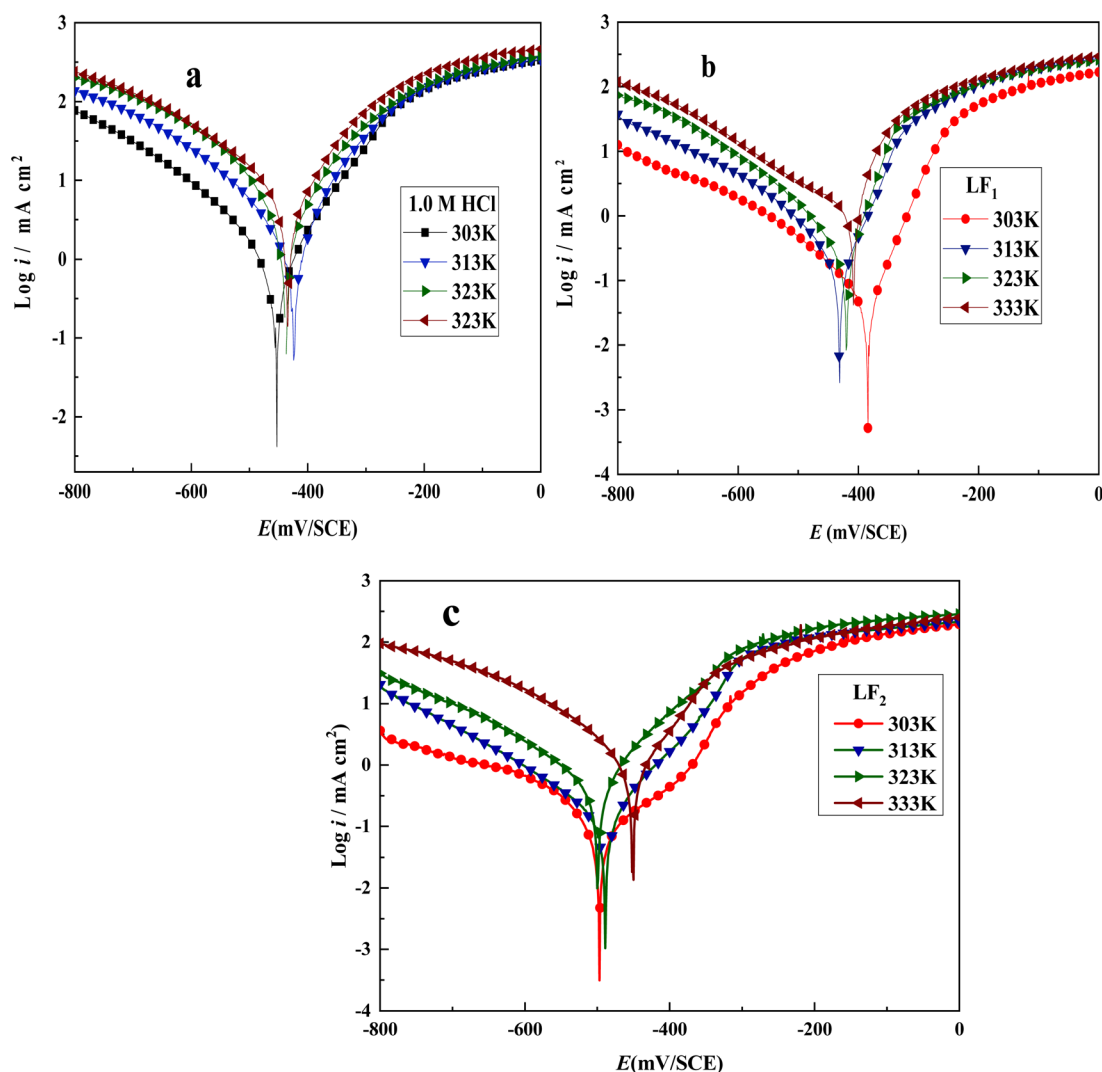 a
3
2
1
0
-1
-2
Log i / mA cm²
-800
-600
-400
-200
0
E(mV/SCE)
1.0 M HCl
303K
313K
323K
323K
b
3
2
1
0
-1
-2
-3
-4
Log i / mA cm²
-800
-600
-400
-200
0
E (mV/SCE)
LF₁
303K
313K
323K
333K
c
3
2
1
0
-1
-2
-3
-4
Log i / mA cm²)
-800
-600
-400
-200
0
E(mV/SCE)
LF₂
303K
313K
323K
333K